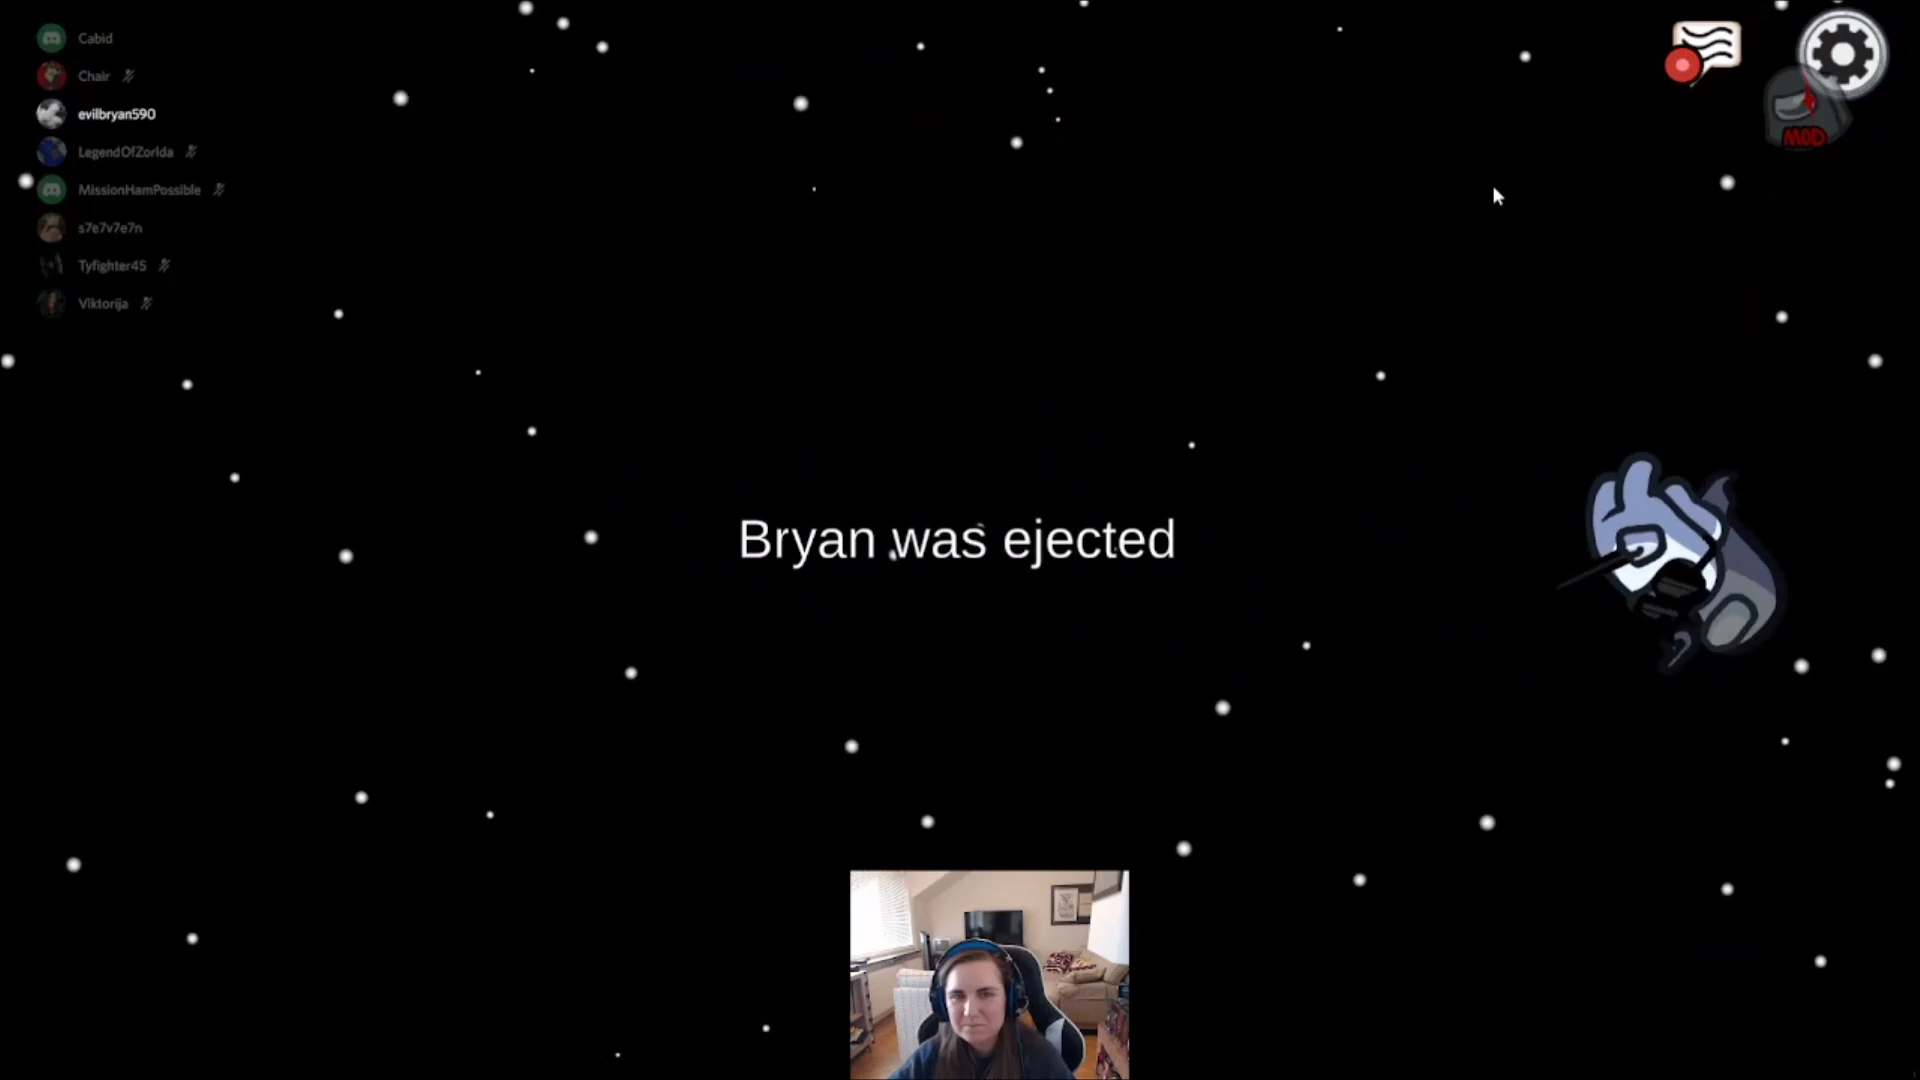 Cabid
Chair
evilbryan590
LegendOfZorlda
MissionHamPossible
s7e7v7e7n
Tyfighter45
Viktorija
MOD
Bryan was ejected